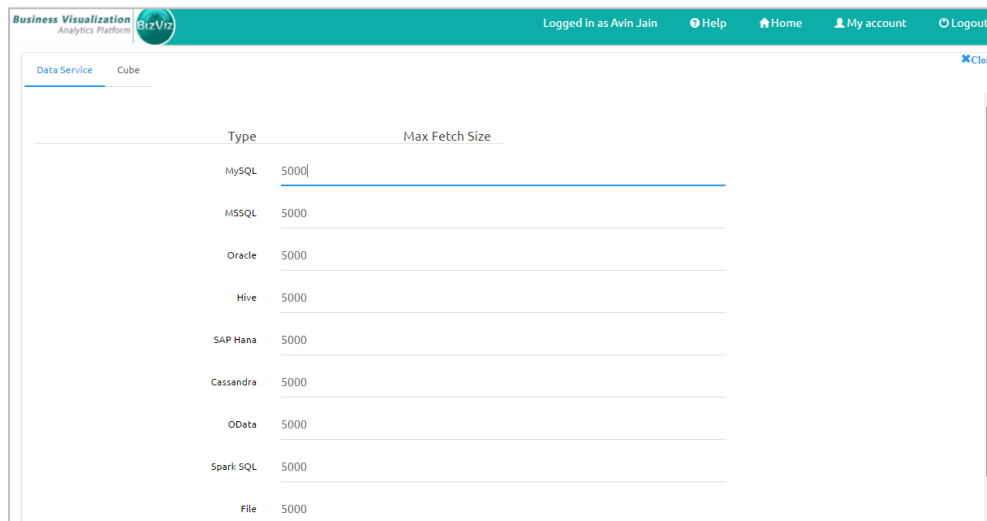 Business Visualization
Analytics Platform
BizViz
Logged in as Avin Jain Help Home My account Logout
Data Service Cube
Type Max Fetch Size
MySQL 5000
MSSQL 5000
Oracle 5000
Hive 5000
SAP Hana 5000
Cassandra 5000
OData 5000
Spark SQL 5000
File 5000